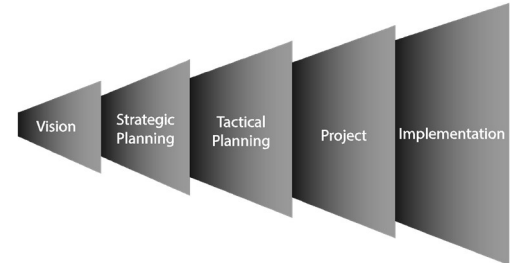 Vision
Strategic
Planning
Tactical
Planning
Project
Implementation